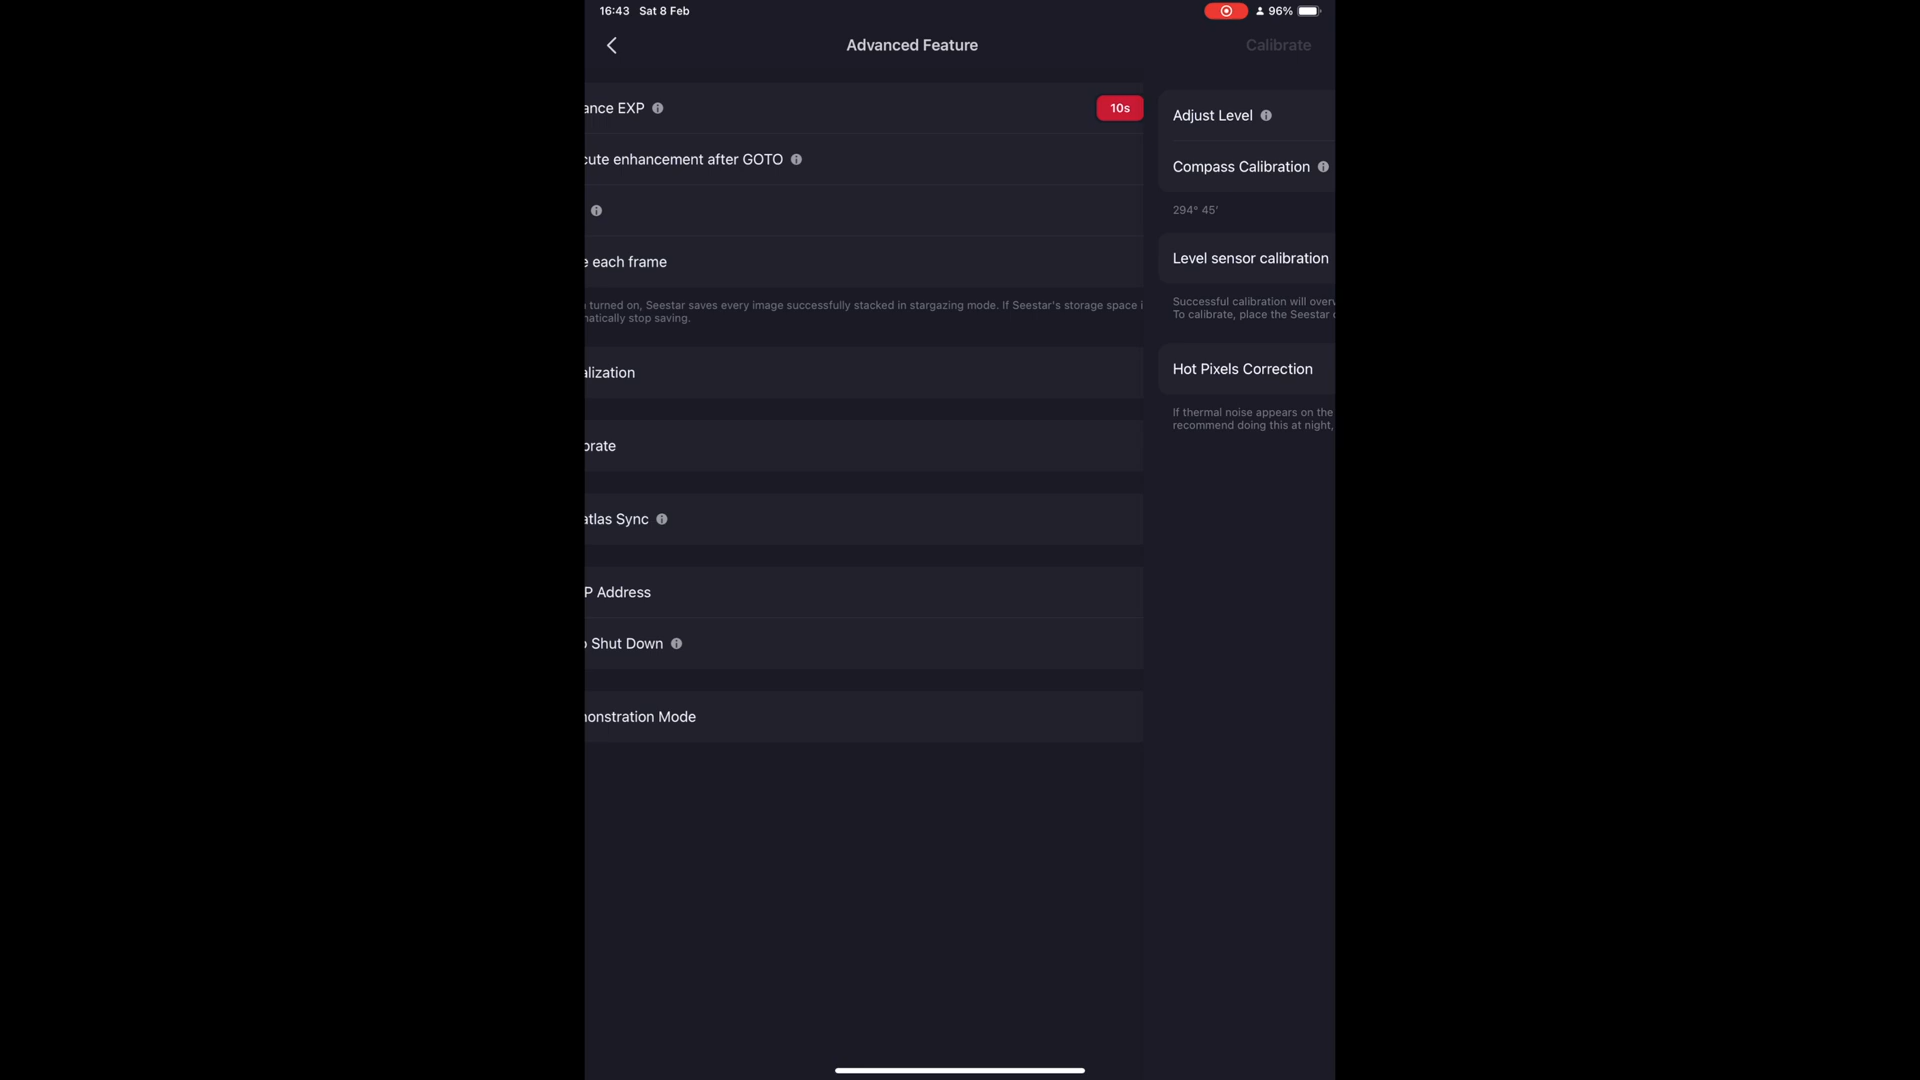 16:43 Sat 8 Feb
96%
Advanced Feature
Calibrate
ance EXP
10s
cute enhancement after GOTO
e each frame
turned on, Seestar saves every image successfully stacked in stargazing mode. If Seestar's storage space i
matically stop saving.
alization
brate
atlas Sync
P Address
o Shut Down
monstration Mode
Adjust Level
Compass Calibration
294° 45'
Level sensor calibration
Successful calibration will overw
To calibrate, place the Seestar o
Hot Pixels Correction
If thermal noise appears on the
recommend doing this at night,